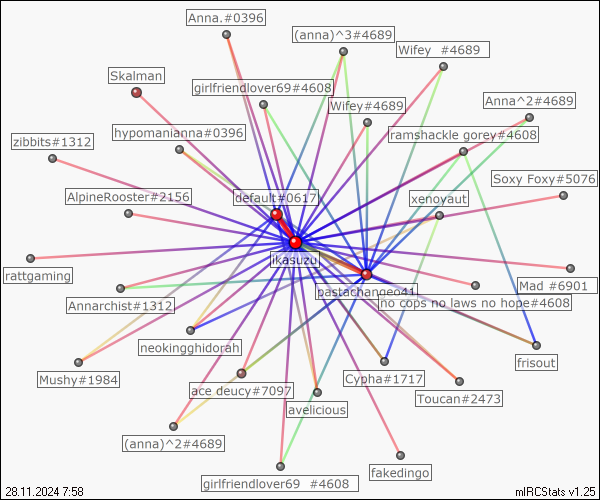 Anna.#0396
(anna)^3#4689
Wifey  #4689
Skalman
girlfriendlover69#4608
Wifey#4689
Anna^2#4689
hypomanianna#0396
ramshackle gorey#4608
zibbits#1312
Soxy Foxy#5076
AlpineRooster#2156
default#0617
xenoyaut
ikasuzu
rattgaming
pastachangeo41
Mad #6901
Annarchist#1312
no cops no laws no hope#4608
neokingghidorah
frisout
Mushy#1984
Cypha#1717
ace deucy#7097
Toucan#2473
avelicious
(anna)^2#4689
fakedingo
girlfriendlover69  #4608
28.11.2024 7:58
mIRCStats v1.25